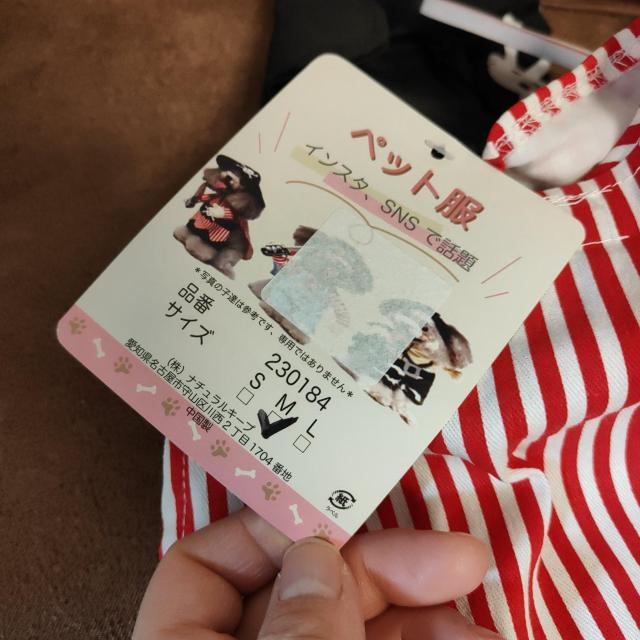 ペット服
インスタ、SNSで話題
*写真の子達は参考です、専用ではありません*
品番 230184
サイズ S M L
(株)ナチュラルキープ
愛知県名古屋市守山区川西2丁目1704番地
中国製
紙
ラベル